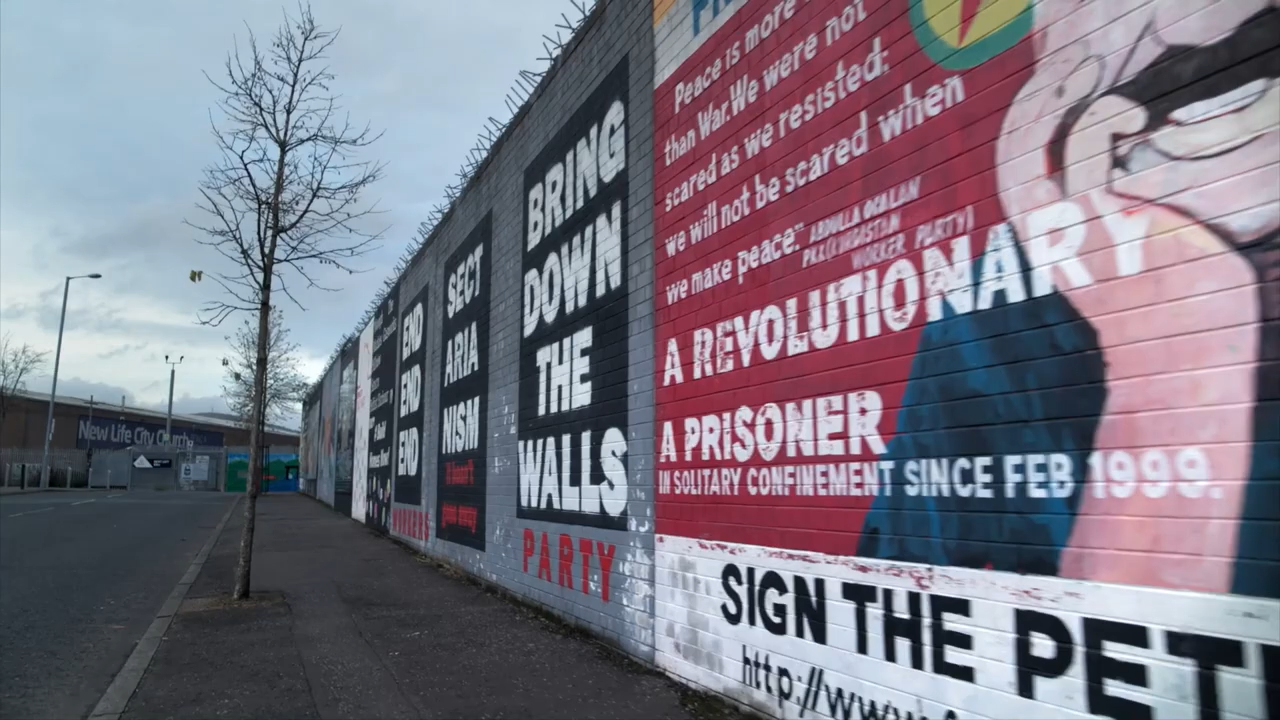 New Life City Church
END
END
END
WORKERS
SECT
ARIA
NISM
BRING
DOWN
THE
WALLS
PARTY
Peace is more
than War. We were not
scared as we resisted:
we will not be scared when
we make peace."
ABDULLA OCALAN
PKK(KURDISTAN
WORKER PARTY)
A REVOLUTIONARY
A PRISONER
IN SOLITARY CONFINEMENT SINCE FEB 1999.
SIGN THE PETI
http://www.